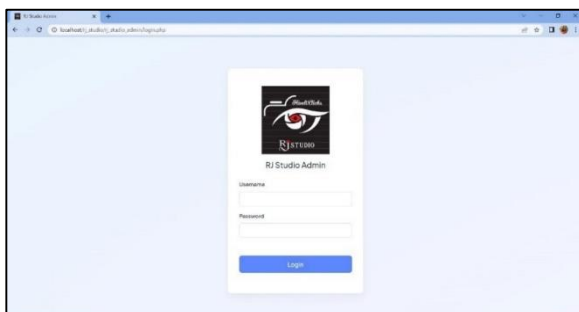 RJ Studio Admin
localhost/rj_studio/rj_studio_admin/login.php
RJ STUDIO
RJ Studio Admin
Username
Password
Login